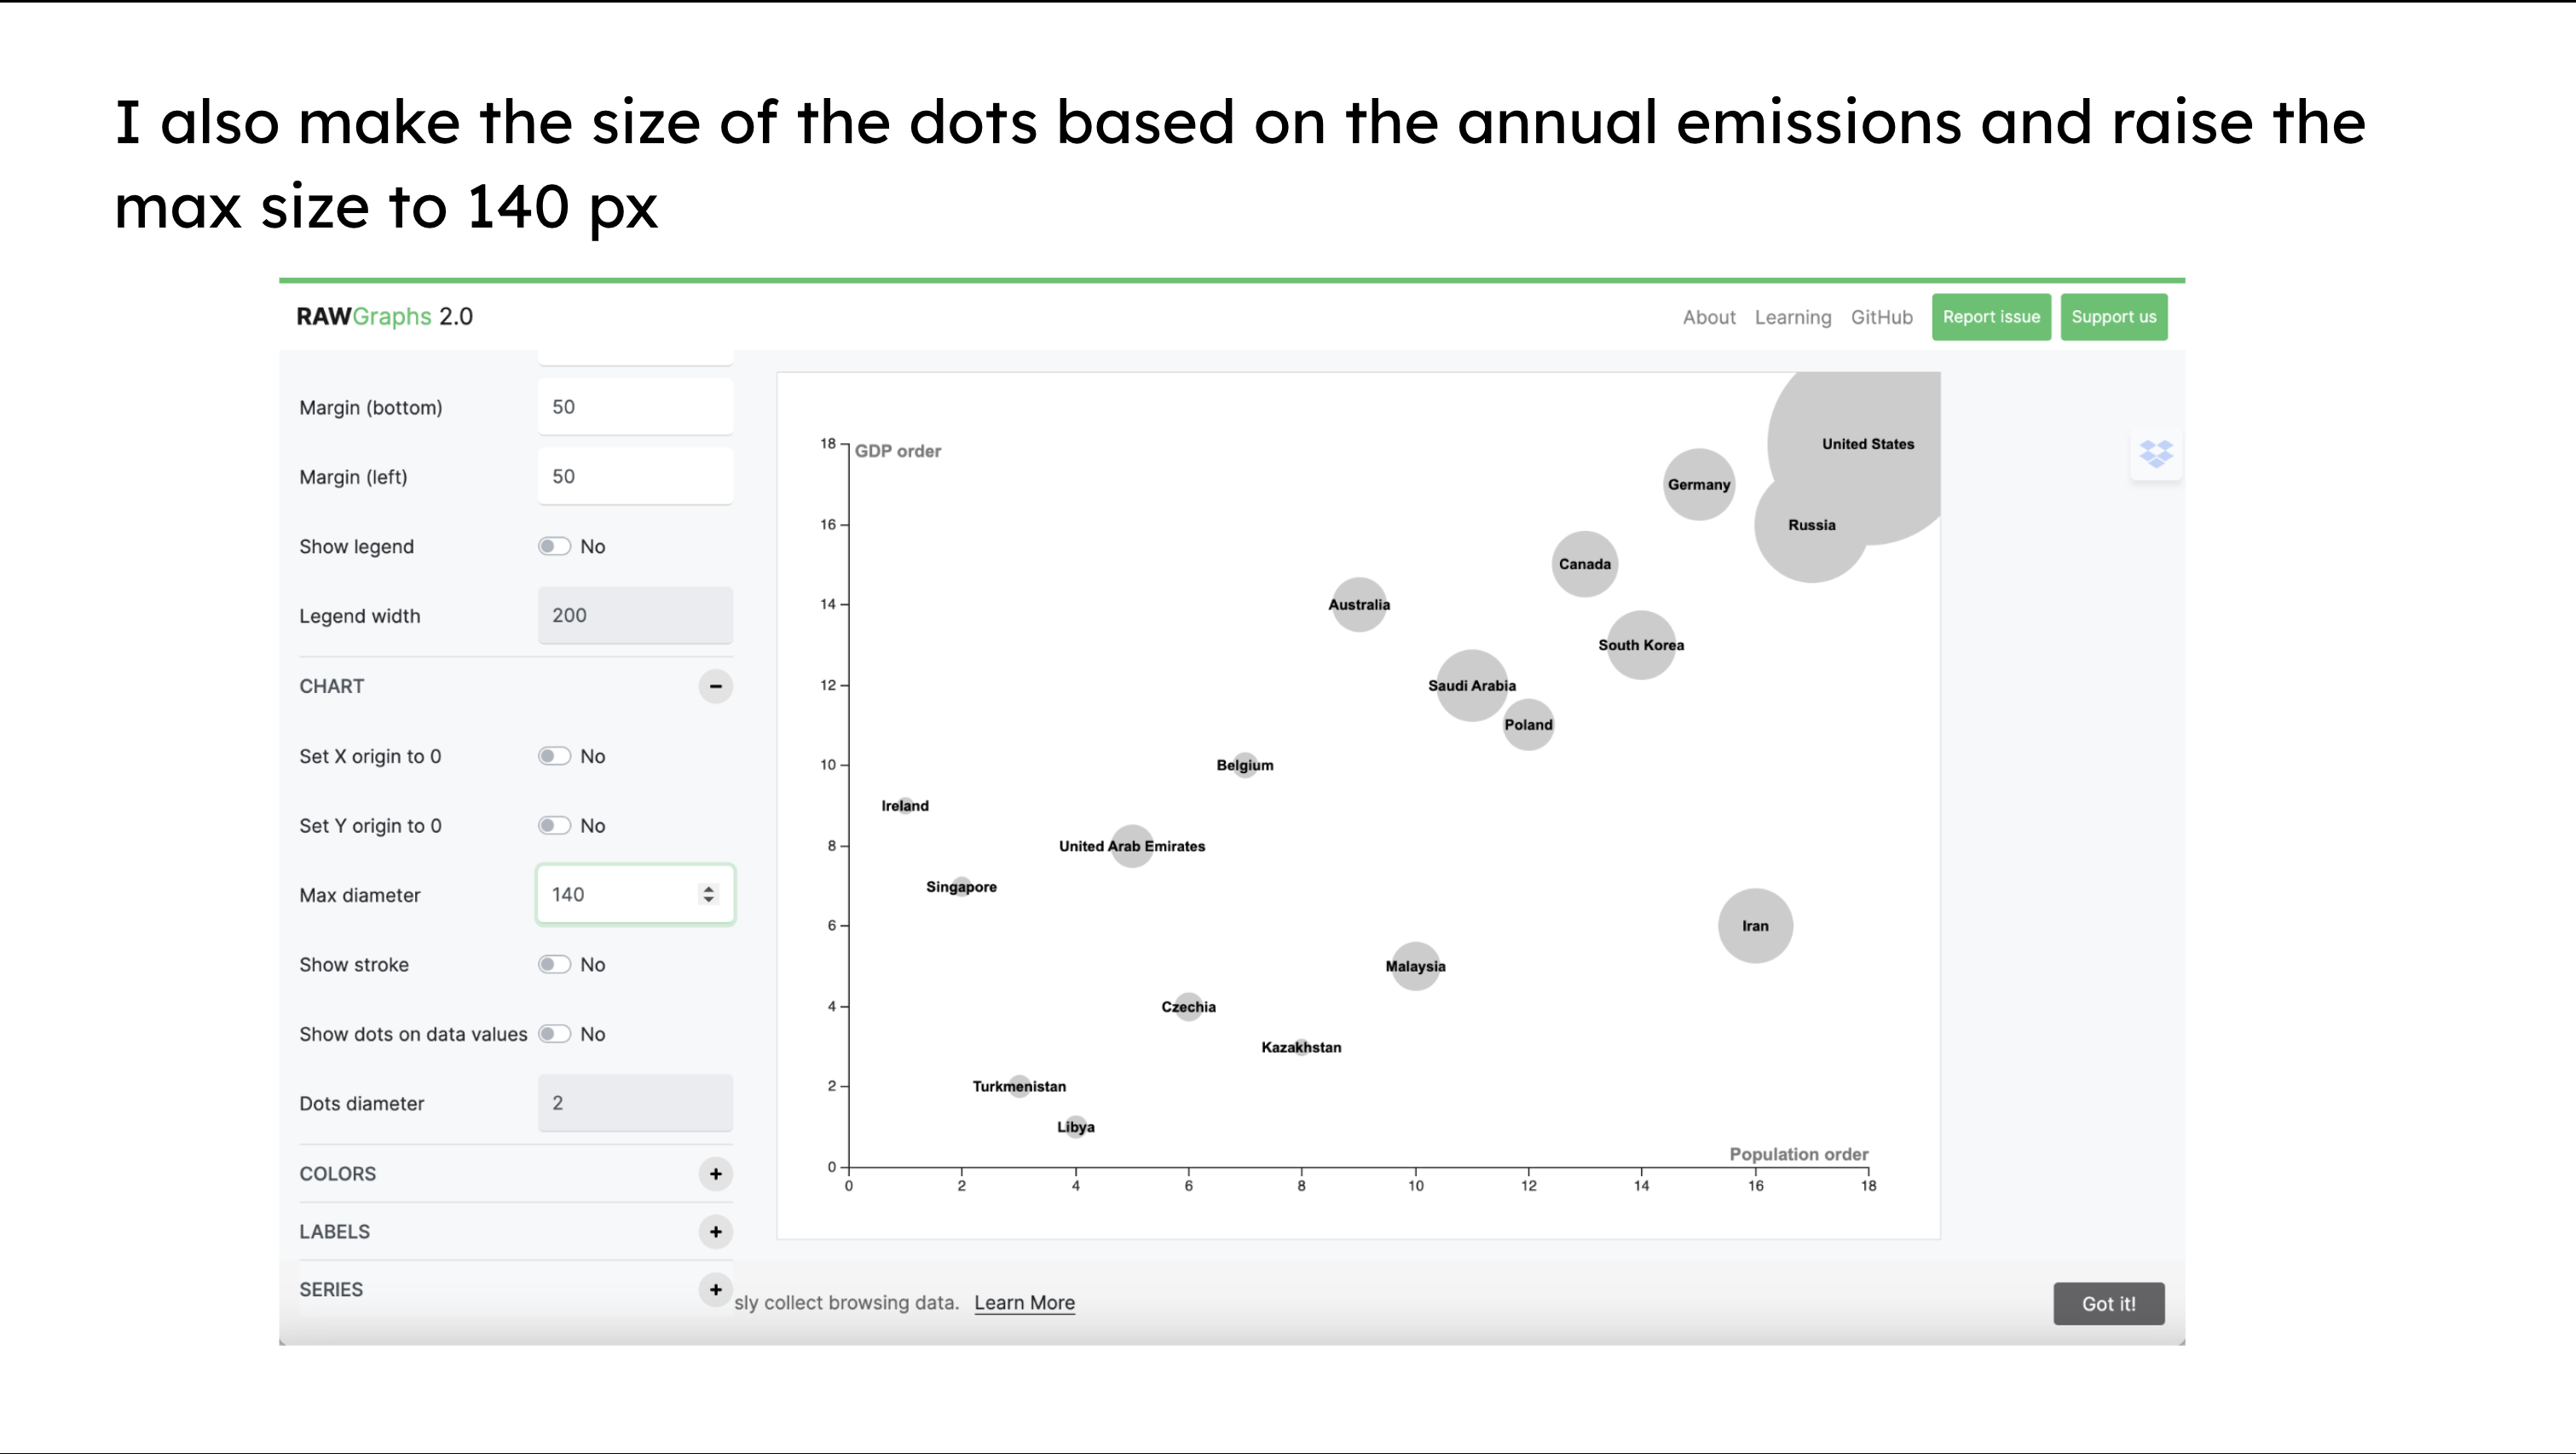 I also make the size of the dots based on the annual emissions and raise the
max size to 140 px
RAWGraphs 2.0
About Learning GitHub Report issue Support us
Margin (bottom) 50
Margin (left) 50
Show legend No
Legend width 200
CHART
Set X origin to 0 No
Set Y origin to 0 No
Max diameter 140
Show stroke No
Show dots on data values No
Dots diameter 2
COLORS
LABELS
SERIES
GDP order
18
16
14
12
10
8
6
4
2
0
United States
Germany
Russia
Canada
Australia
South Korea
Saudi Arabia
Poland
Belgium
Ireland
United Arab Emirates
Singapore
Iran
Malaysia
Czechia
Kazakhstan
Turkmenistan
Libya
Population order
0 2 4 6 8 10 12 14 16 18
sly collect browsing data. Learn More
Got it!